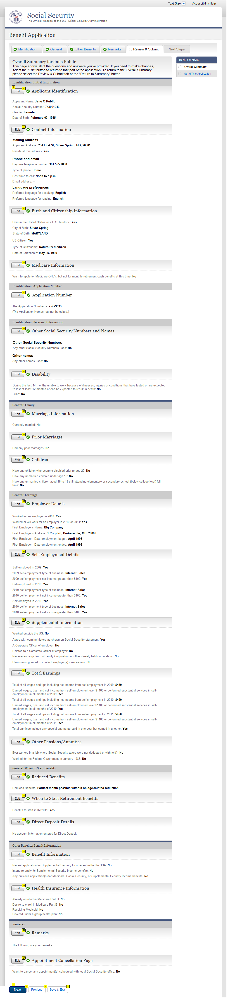 Text Size | Accessibility Help
Social Security
The Official Website of the U.S. Social Security Administration
Benefit Application
Identification General Other Benefits Remarks Review & Submit Next Steps
Overall Summary for Jane Public
This page shows all of the questions and answers you've provided. If you need to make changes,
select the "Edit" button to return to that part of the application. To return to the Overall Summary,
please select the Review & Submit tab or the "Return to Summary" button.
In this section...
Overall Summary
Send This Application
Identification: Initial Information
Edit Applicant Identification
Applicant Name: Jane Q Public
Social Security Number: 743991243
Gender: Female
Date of Birth: February 03, 1945
Edit Contact Information
Mailing Address
Applicant Address: 234 First St, Silver Spring, MD, 20901
Reside at this address: Yes
Phone and email
Daytime telephone number: 301 555 7890
Type of phone: Home
Best time to call: Noon to 5 p.m.
Email address: --
Language preferences
Preferred language for speaking: English
Preferred language for reading: English
Edit Birth and Citizenship Information
Born in the United States or a U.S. territory : Yes
City of Birth: Silver Spring
State of Birth: MARYLAND
US Citizen: Yes
Type of Citizenship: Naturalized citizen
Date of Citizenship: May 05, 1990
Edit Medicare Information
Wish to apply for Medicare ONLY, but not for monthly retirement cash benefits at this time: No
Identification: Application Number
Edit Application Number
The Application Number is: 75429533
(The Application Number cannot be edited.)
Identification: Personal Information
Edit Other Social Security Numbers and Names
Other Social Security Numbers
Any other Social Security Numbers used: No
Other names
Any other names used: No
Edit Disability
During the last 14 months unable to work because of illnesses, injuries or conditions that have lasted or are expected
to last at least 12 months or can be expected to result in death: No
Blind: No
General: Family
Edit Marriage Information
Currently married: No
Edit Prior Marriages
Had any prior marriages: No
Edit Children
Have any children who became disabled prior to age 22: No
Have any unmarried children under age 18: No
Have any unmarried children aged 18 to 19 still attending elementary or secondary school (below college level) full
time: No
General: Earnings
Edit Employer Details
Worked for an employer in 2009: Yes
Worked or will work for an employer in 2010 or 2011: Yes
First Employer's Name: Big Company
First Employer's Address: 1 Corp Rd, Burtonsville, MD, 20866
First Employer - Date employment began: April 1996
First Employer - Date employment ended: April 1996
Edit Self-Employment Details
Self-employed in 2009: Yes
2009 self-employment type of business: Internet Sales
2009 self-employment net income greater than $400: Yes
Self-employed in 2010: Yes
2010 self-employment type of business: Internet Sales
2010 self-employment net income greater than $400: Yes
Self-employed in 2011: Yes
2010 self-employment type of business: Internet Sales
2010 self-employment net income greater than $400: Yes
Edit Supplemental Information
Worked outside the US: No
Agree with earning history as shown on Social Security statement: Yes
A Corporate Officer of employer: No
Related to a Corporate Officer of employer: No
Receive earnings from a Family Corporation or other closely held corporation: No
Permission granted to contact employer(s) if necessary: No
Edit Total Earnings
Total of all wages and tips including net income from self-employment in 2009: $450
Earned wages, tips, and net income from self-employment over $1180 or performed substantial services in self-
employment in all months of 2009: Yes
Total of all wages and tips including net income from self-employment in 2010: $450
Earned wages, tips, and net income from self-employment over $1180 or performed substantial services in self-
employment in all months of 2010: Yes
Total of all wages and tips including net income from self-employment in 2011: $450
Earned wages, tips, and net income from self-employment over $1180 or performed substantial services in self-
employment in all months of 2011: Yes
Total earnings include any special payments paid in one year but earned in another: Yes
Edit Other Pensions/Annuities
Ever worked in a job where Social Security taxes were not deducted or withheld?: No
Worked for the Federal Government in January 1983: No
General: When to Start Benefits
Edit Reduced Benefits
Reduced Benefits: Earliest month possible without an age-related reduction
Edit When to Start Retirement Benefits
Benefits to start in 02/2011: Yes
Edit Direct Deposit Details
No account information entered for Direct Deposit.
Other Benefits: Benefit Information
Edit Benefit Information
Recent application for Supplemental Security Income submitted to SSA: No
Intend to apply for Supplemental Security Income benefits: No
Any previous application(s) for Medicare, Social Security, or Supplemental Security Income benefits: No
Edit Health Insurance Information
Already enrolled in Medicare Part B: No
Desire to enroll in Medicare Part B: No
Receiving Medicaid: No
Covered under a group health plan: No
Remarks
Edit Remarks
The following are your remarks:
Edit Appointment Cancellation Page
Want to cancel any appointment(s) scheduled with local Social Security office: No
Next Previous Save & Exit